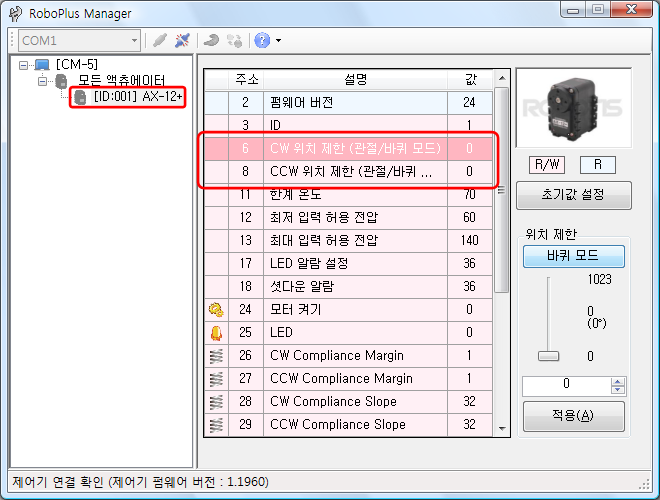 RoboPlus Manager
COM1
[CM-5]
모든 액츄에이터
[ID:001] AX-12+
주소 설명 값
2 펌웨어 버전 24
3 ID 1
6 CW 위치 제한 (관절/바퀴 모드) 0
8 CCW 위치 제한 (관절/바퀴 ... 0
11 한계 온도 70
12 최저 입력 허용 전압 60
13 최대 입력 허용 전압 140
17 LED 알람 설정 36
18 셧다운 알람 36
24 모터 켜기 0
25 LED 0
26 CW Compliance Margin 1
27 CCW Compliance Margin 1
28 CW Compliance Slope 32
29 CCW Compliance Slope 32
R/W R
초기값 설정
위치 제한
바퀴 모드
1023
0
(0°)
0
0
적용(A)
제어기 연결 확인 (제어기 펌웨어 버전 : 1.1960)